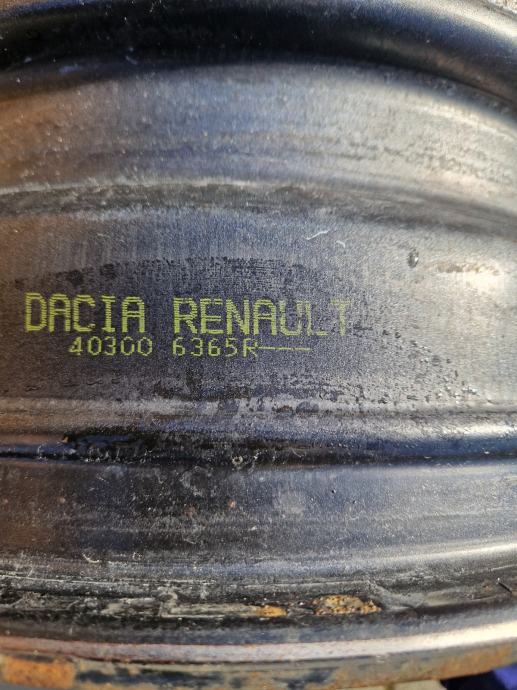 DACIA RENAULT
40300 6365R---